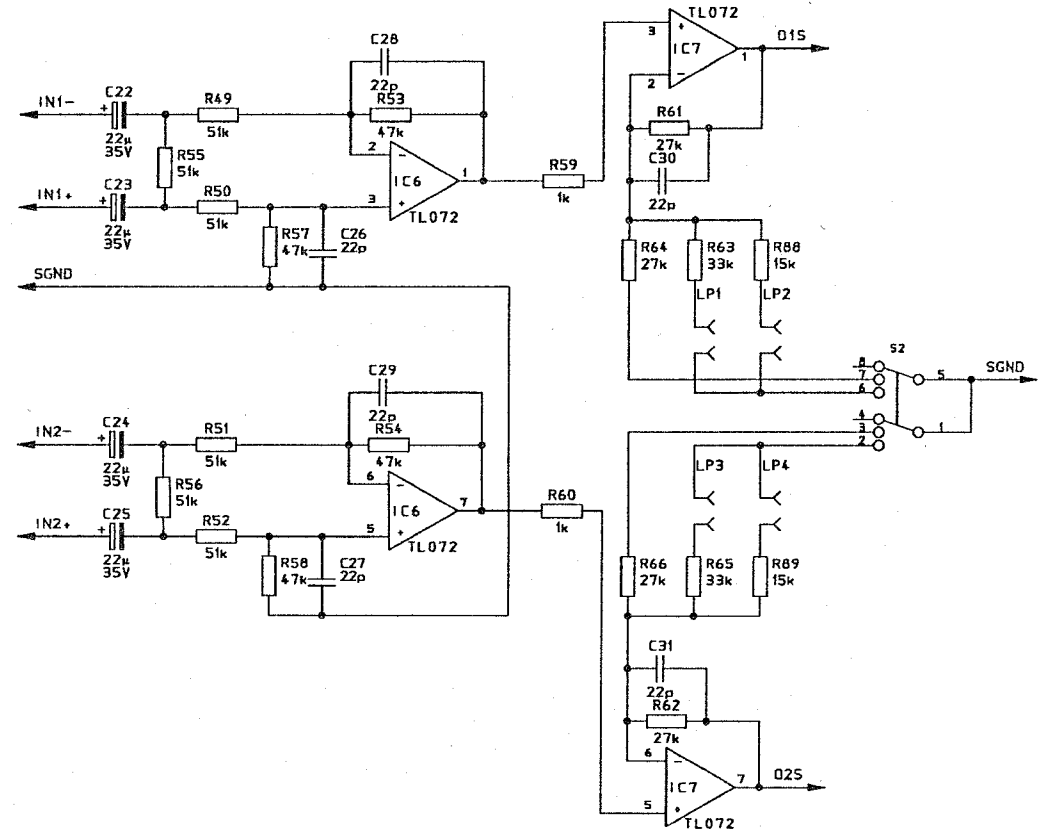 TL072
3
+
IC7
1
O1S
2
−
C28
22p
IN1-
+
C22
22µ
35V
R49
51k
R53
47k
R61
27k
C30
22p
R55
51k
2
−
IC6
1
R59
1k
IN1+
+
C23
22µ
35V
R50
51k
3
+
TL072
R57
47k
C26
22p
R64
27k
R63
33k
R88
15k
SGND
LP1
LP2
S2
8
7
6
5
SGND
C29
22p
4
3
2
1
IN2-
+
C24
22µ
35V
R51
51k
R54
47k
LP3
LP4
R56
51k
6
−
IC6
7
R60
1k
IN2+
+
C25
22µ
35V
R52
51k
5
+
TL072
R58
47k
C27
22p
R66
27k
R65
33k
R89
15k
C31
22p
R62
27k
6
−
IC7
7
O2S
5
+
TL072